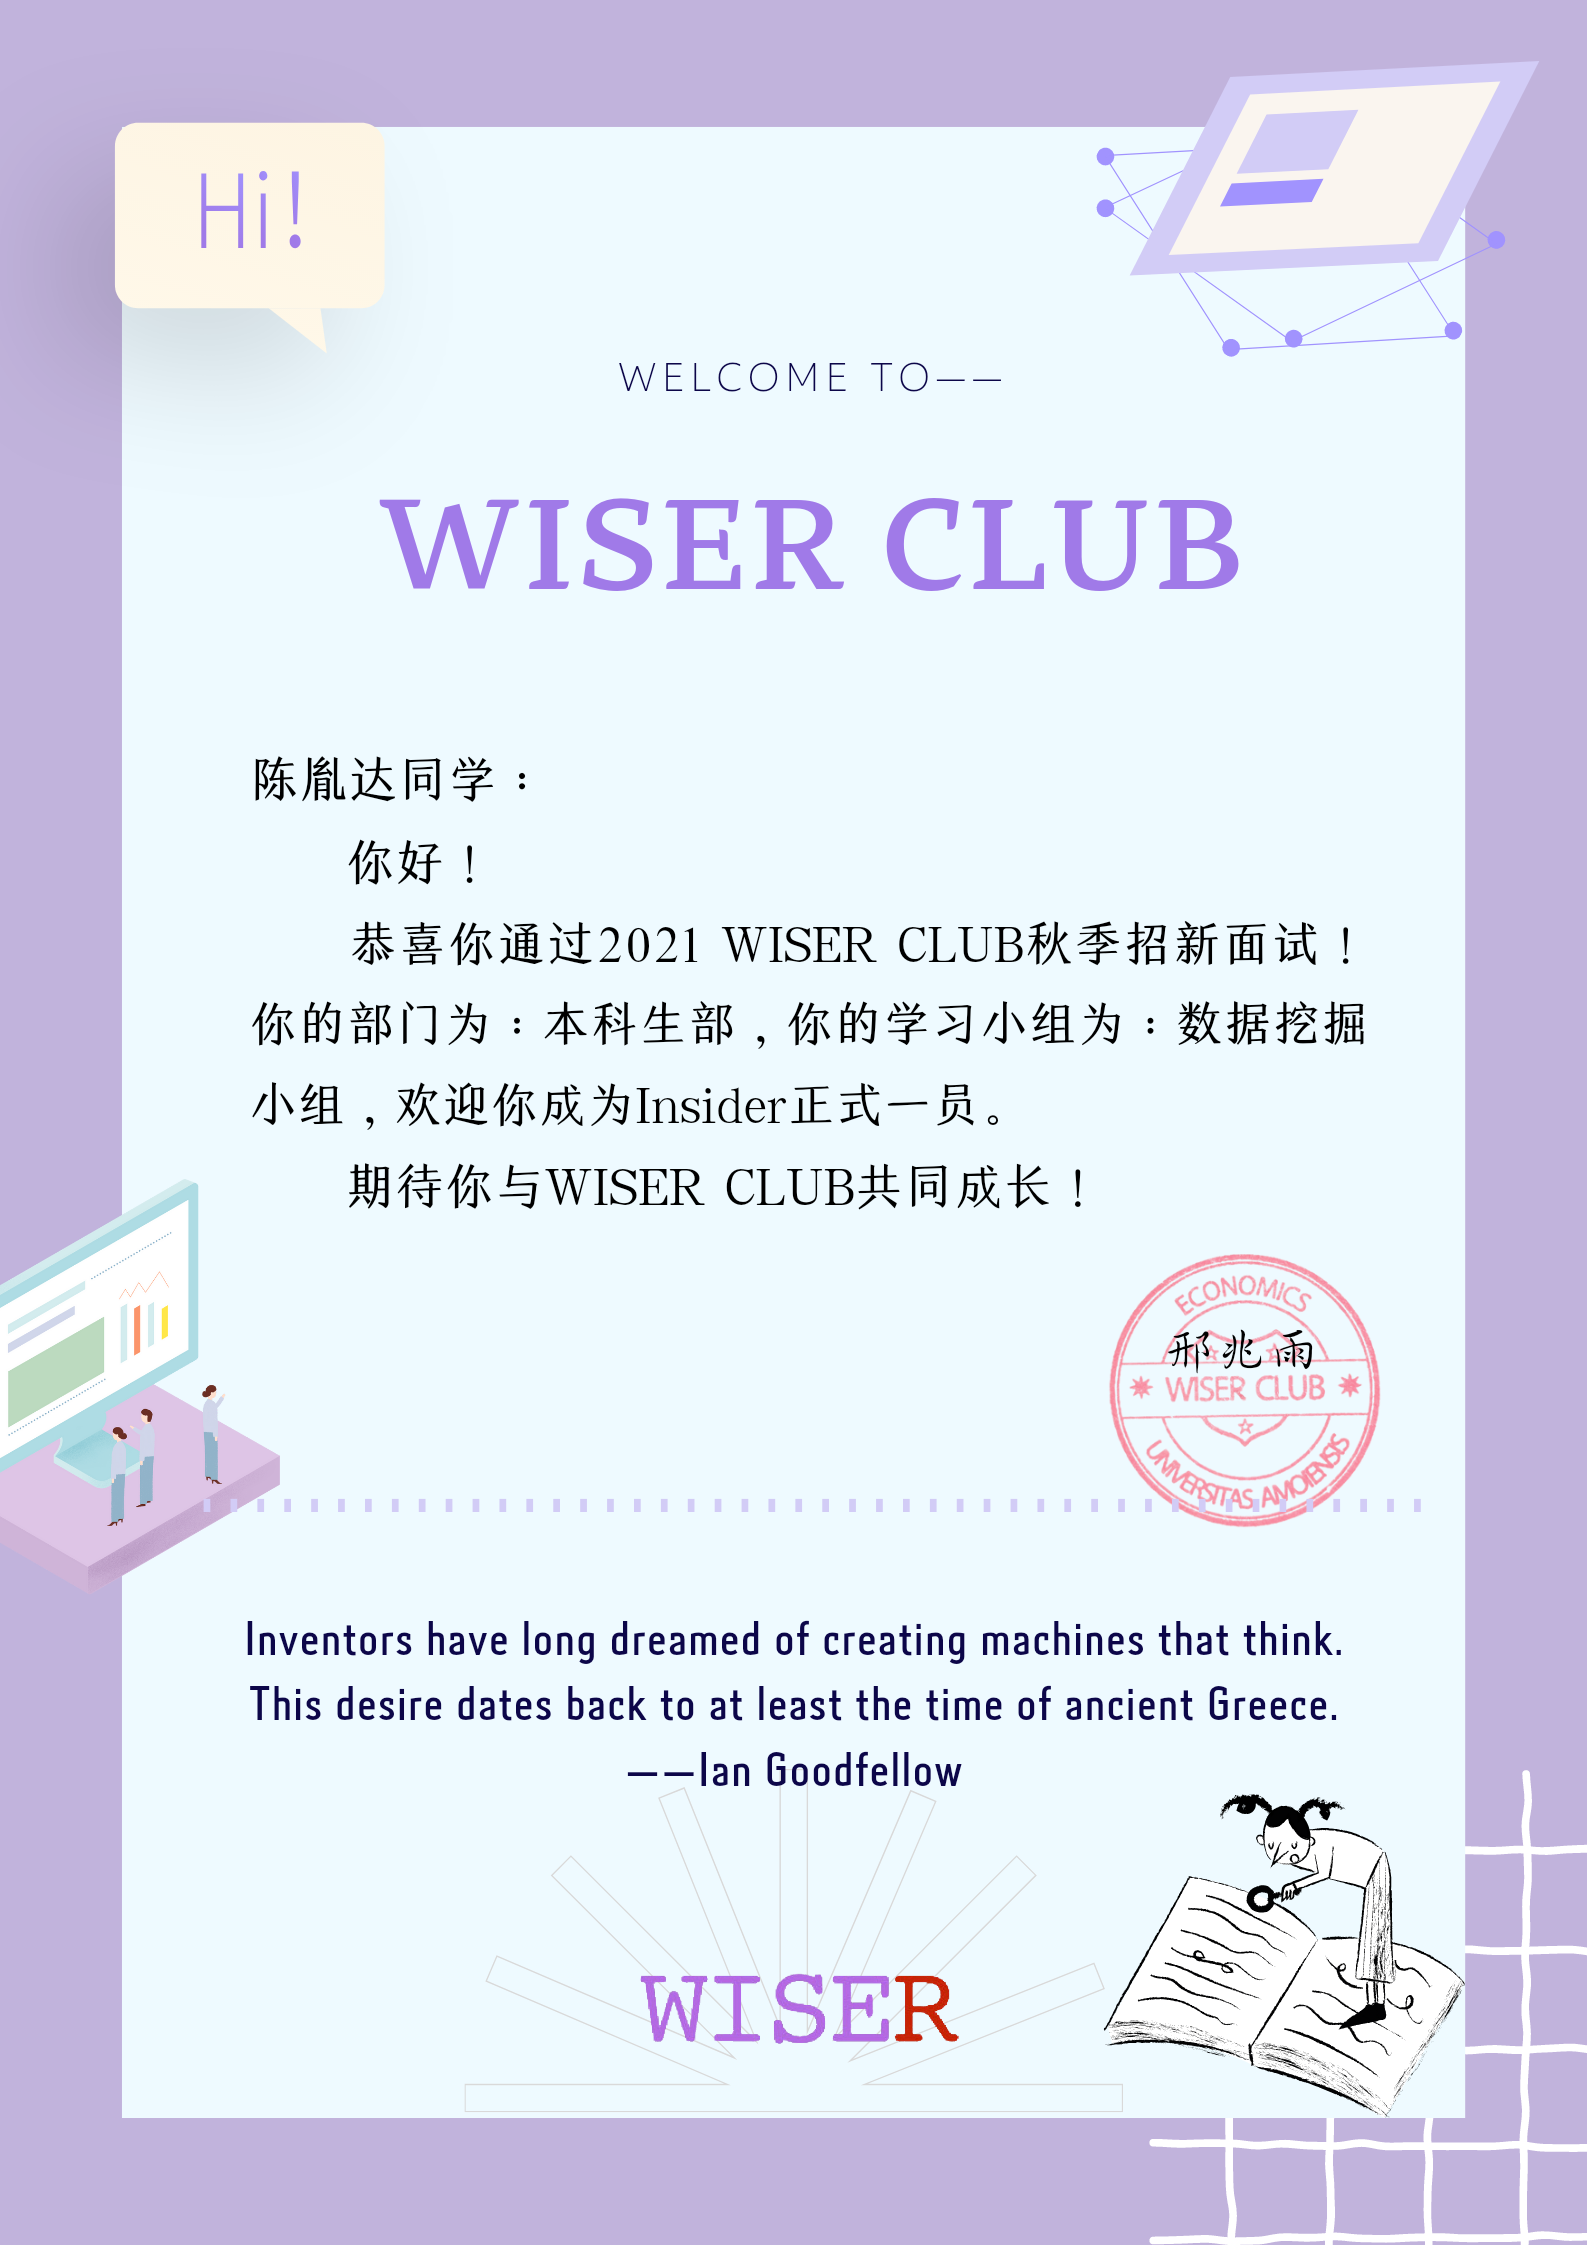 Hi!
WELCOME TO——
WISER CLUB
陈胤达同学：
你好！
恭喜你通过2021 WISER CLUB秋季招新面试！
你的部门为：本科生部，你的学习小组为：数据挖掘
小组，欢迎你成为Insider正式一员。
期待你与WISER CLUB共同成长！
ECONOMICS
邢兆雨
WISER CLUB
UNIVERSITAS AMOIENSIS
Inventors have long dreamed of creating machines that think.
This desire dates back to at least the time of ancient Greece.
——Ian Goodfellow
WISER